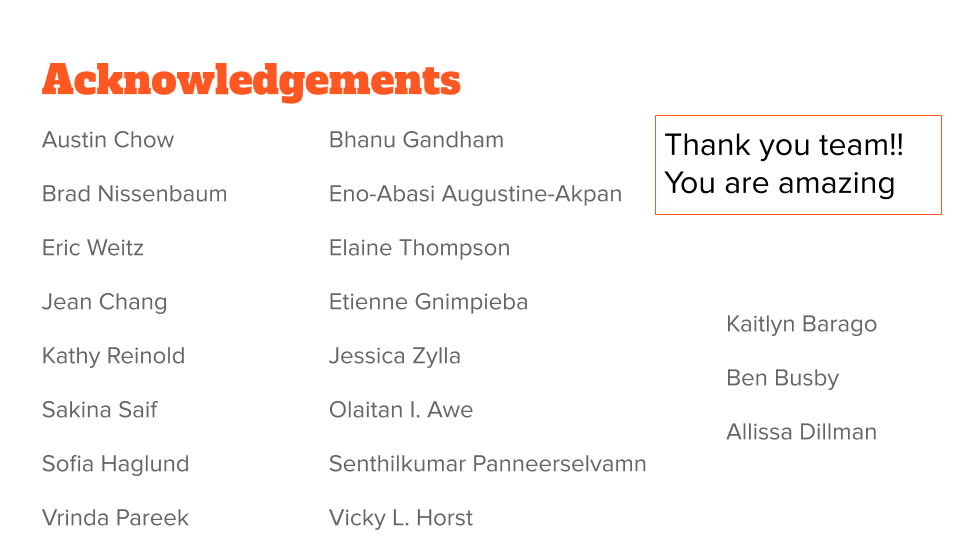 Acknowledgements
Austin Chow
Brad Nissenbaum
Eric Weitz
Jean Chang
Kathy Reinold
Sakina Saif
Sofia Haglund
Vrinda Pareek
Bhanu Gandham
Eno-Abasi Augustine-Akpan
Elaine Thompson
Etienne Gnimpieba
Jessica Zylla
Olaitan I. Awe
Senthilkumar Panneerselvamn
Vicky L. Horst
Thank you team!!
You are amazing
Kaitlyn Barago
Ben Busby
Allissa Dillman